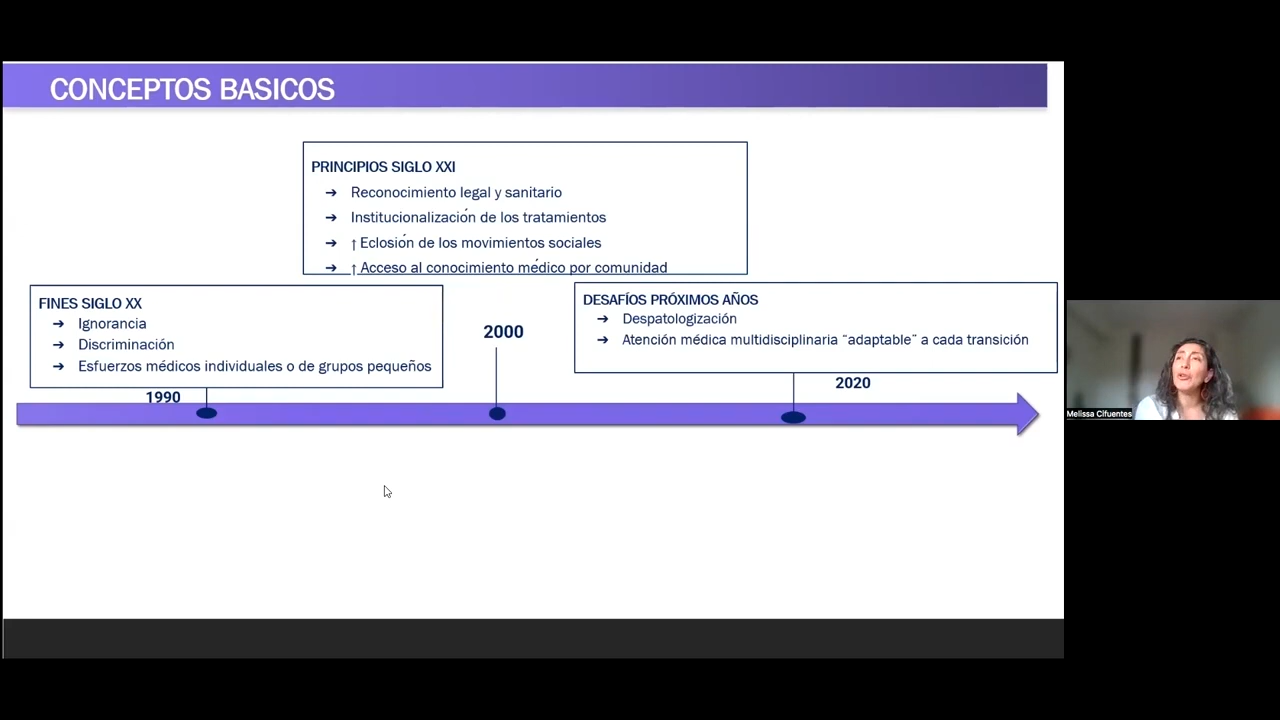 CONCEPTOS BASICOS
PRINCIPIOS SIGLO XXI
➔ Reconocimiento legal y sanitario
➔ Institucionalización de los tratamientos
➔ ↑ Eclosión de los movimientos sociales
➔ ↑ Acceso al conocimiento médico por comunidad
FINES SIGLO XX
➔ Ignorancia
➔ Discriminación
➔ Esfuerzos médicos individuales o de grupos pequeños
1990
2000
DESAFÍOS PRÓXIMOS AÑOS
➔ Despatologización
➔ Atención médica multidisciplinaria “adaptable” a cada transición
2020
Melissa Cifuentes